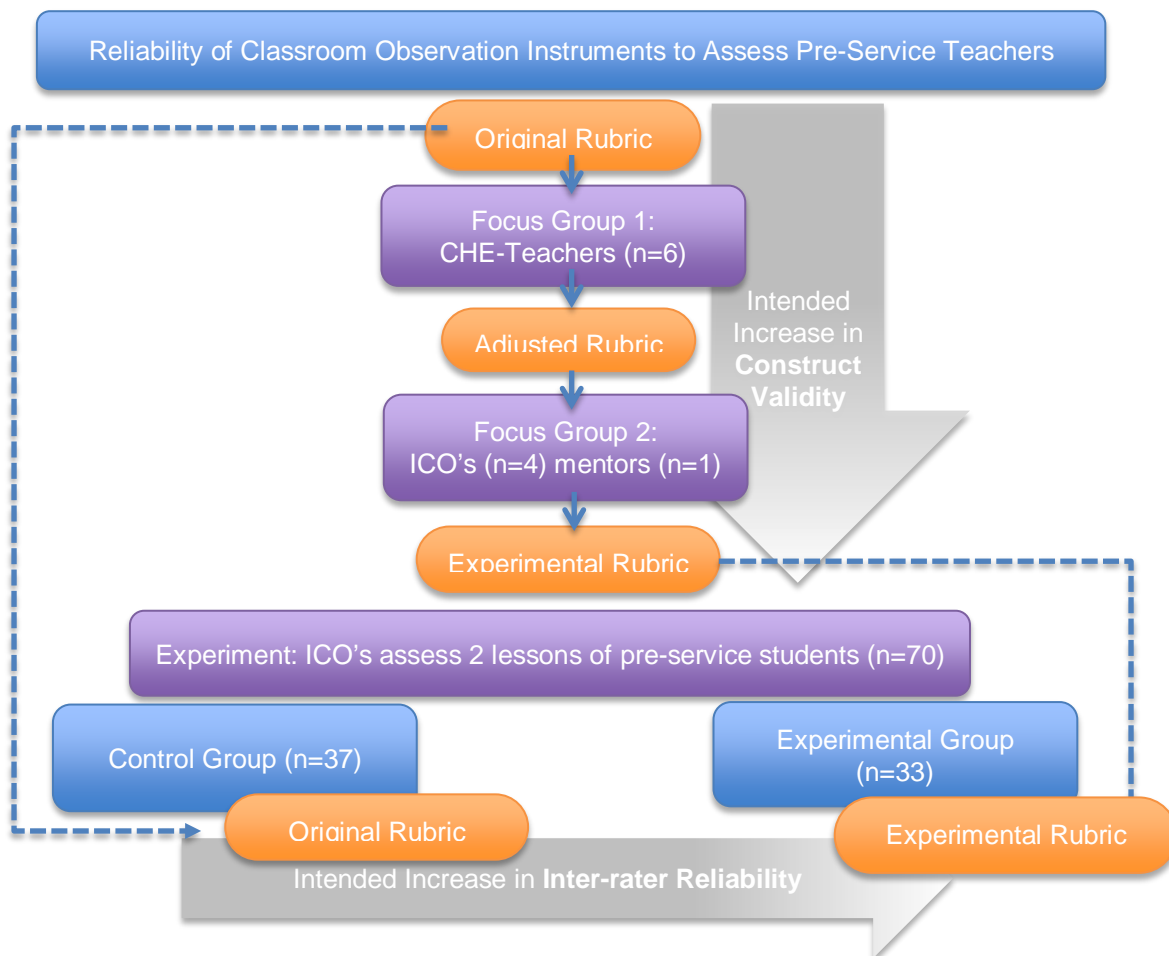 Reliability of Classroom Observation Instruments to Assess Pre-Service Teachers
Original Rubric
Focus Group 1:
CHE-Teachers (n=6)
Adjusted Rubric
Intended
Increase in
Construct
Validity
Focus Group 2:
ICO's (n=4) mentors (n=1)
Experimental Rubric
Experiment: ICO's assess 2 lessons of pre-service students (n=70)
Control Group (n=37)
Experimental Group
(n=33)
Original Rubric
Experimental Rubric
Intended Increase in Inter-rater Reliability